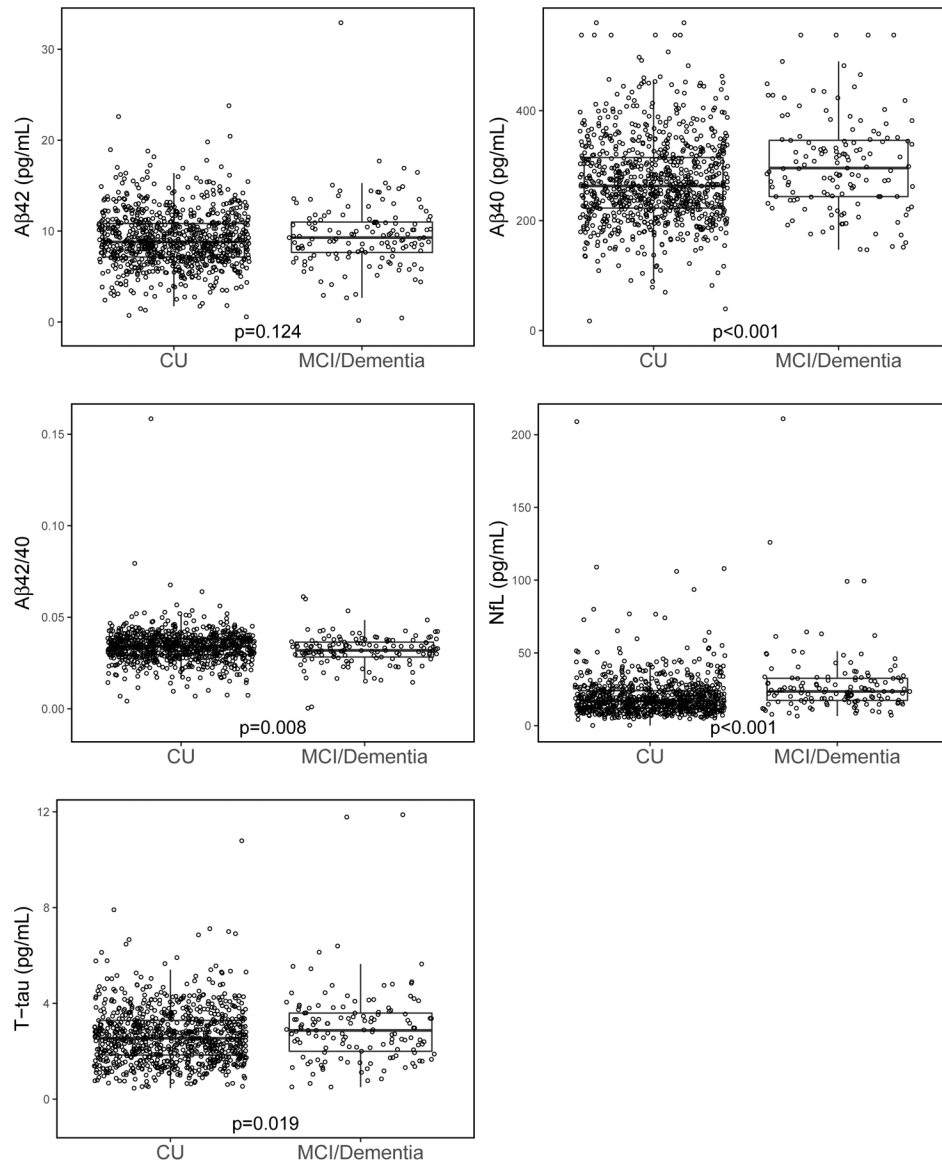 Aβ42 (pg/mL)
30
20
10
0
p=0.124
CU MCI/Dementia
Aβ40 (pg/mL)
400
200
0
p<0.001
CU MCI/Dementia
Aβ42/40
0.15
0.10
0.05
0.00
p=0.008
CU MCI/Dementia
NfL (pg/mL)
200
150
100
50
0
p<0.001
CU MCI/Dementia
T−tau (pg/mL)
12
8
4
0
p=0.019
CU MCI/Dementia